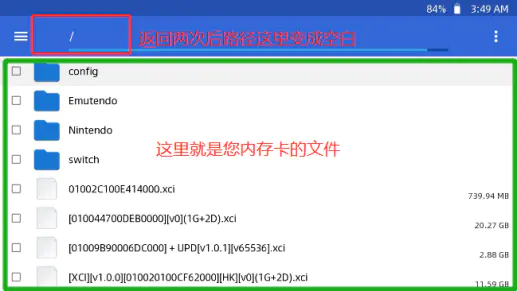 84% 3:49 AM
/ 返回两次后路径这里变成空白
config
Emutendo
Nintendo
这里就是您内存卡的文件
switch
01002C100E414000.xci
739.94 MB
[010044700DEB0000][v0](1G+2D).xci
20.27 GB
[01009B90006DC000] + UPD[v1.0.1][v65536].xci
2.88 GB
[XCI][v1.0.0][010020100CF62000][HK][v0](1G+2D).xci
11.59 GB